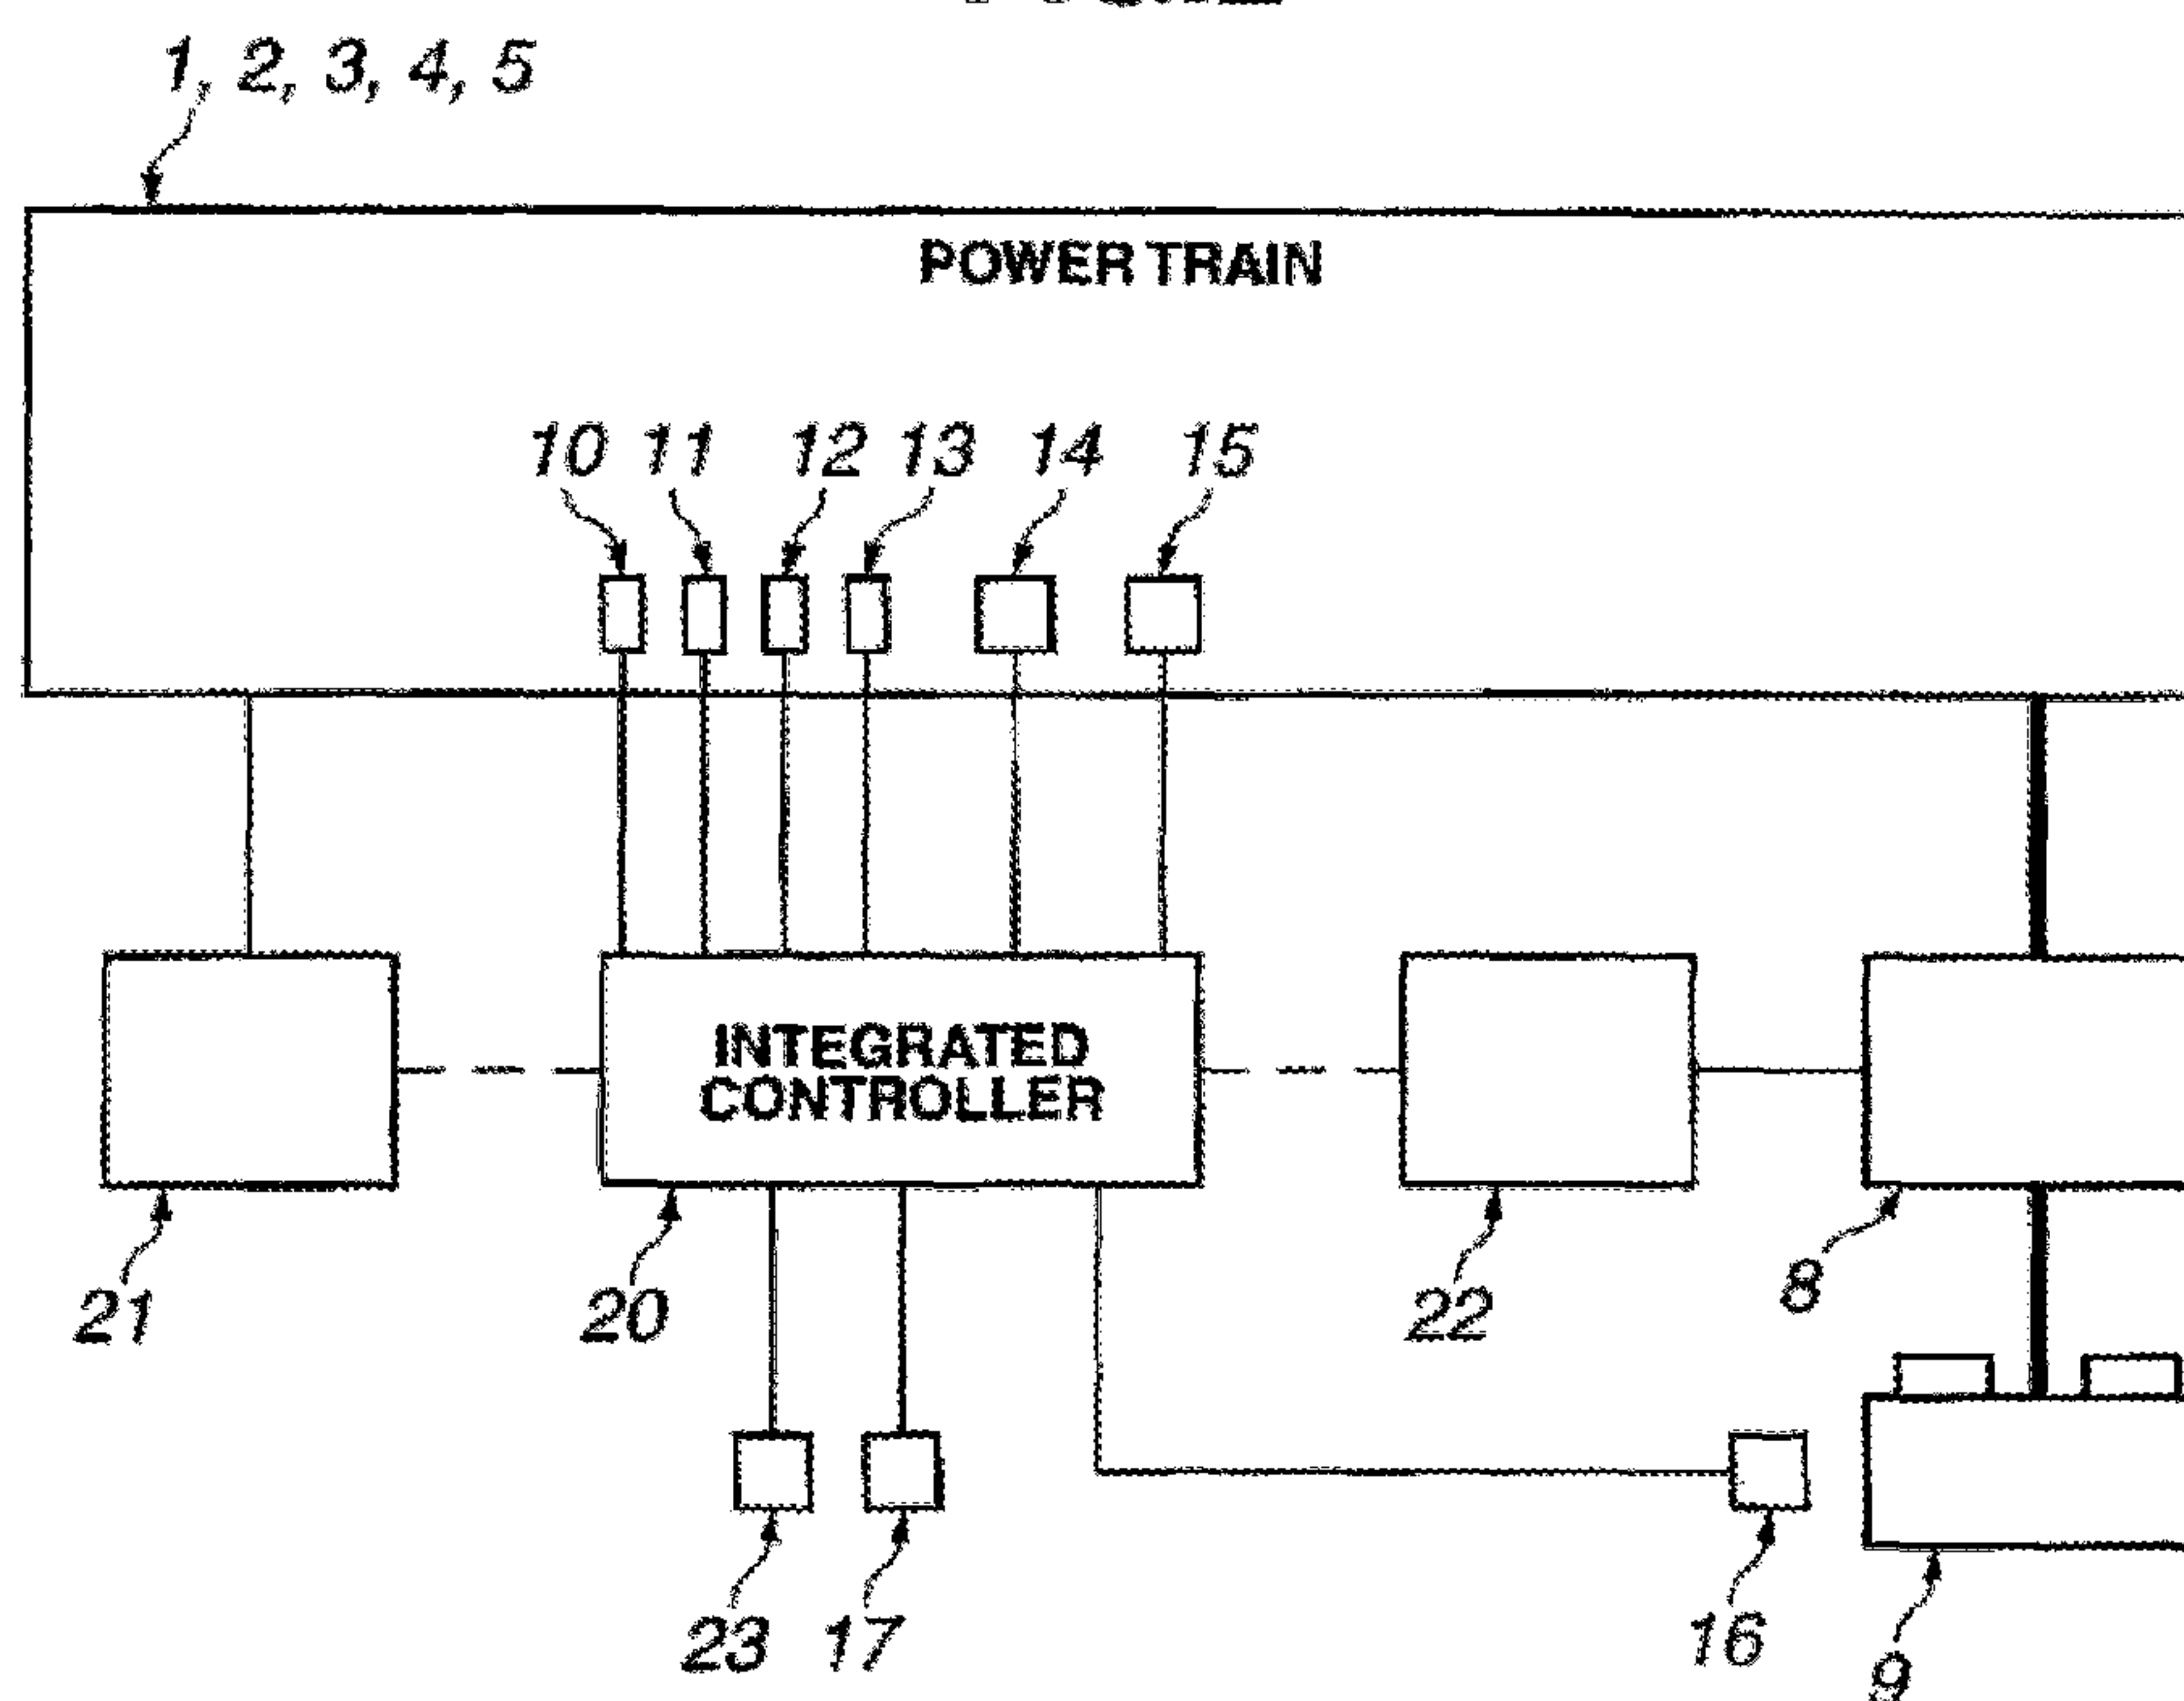 1, 2, 3, 4, 5
POWER TRAIN
10 11 12 13 14 15
INTEGRATED
CONTROLLER
21 20 22 8
23 17 16 9